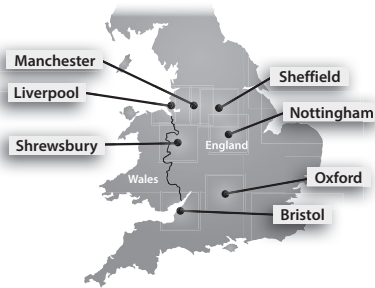 Manchester
Sheffield
Liverpool
Nottingham
Shrewsbury
England
Wales
Oxford
Bristol